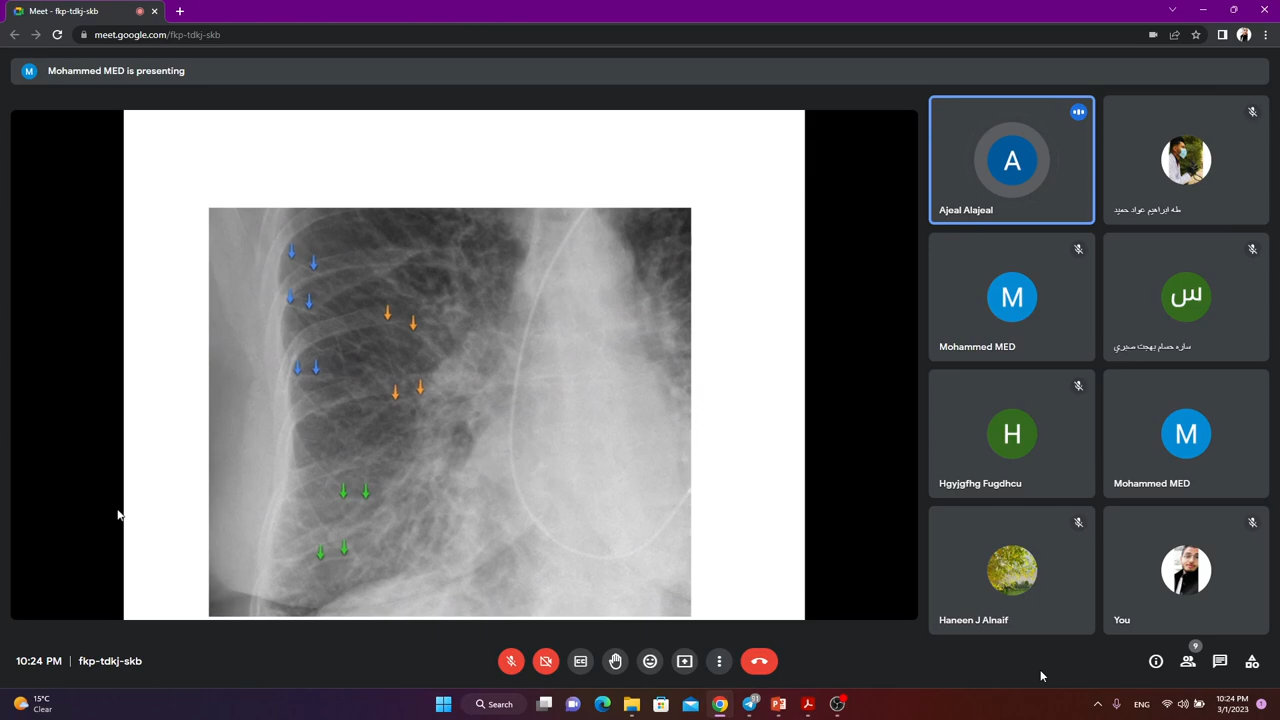 Meet - fkp-tdkj-skb
meet.google.com/fkp-tdkj-skb
M Mohammed MED is presenting
A
Ajeal Alajeal
طه ابراهيم عواد حميد
M
Mohammed MED
س
ساره حسام بهجت صبري
H
Hgyjgfhg Fugdhcu
M
Mohammed MED
Haneen J Alnaif
You
10:24 PM | fkp-tdkj-skb
CC
9
15°C
Clear
Search
ENG
10:24 PM
3/1/2023